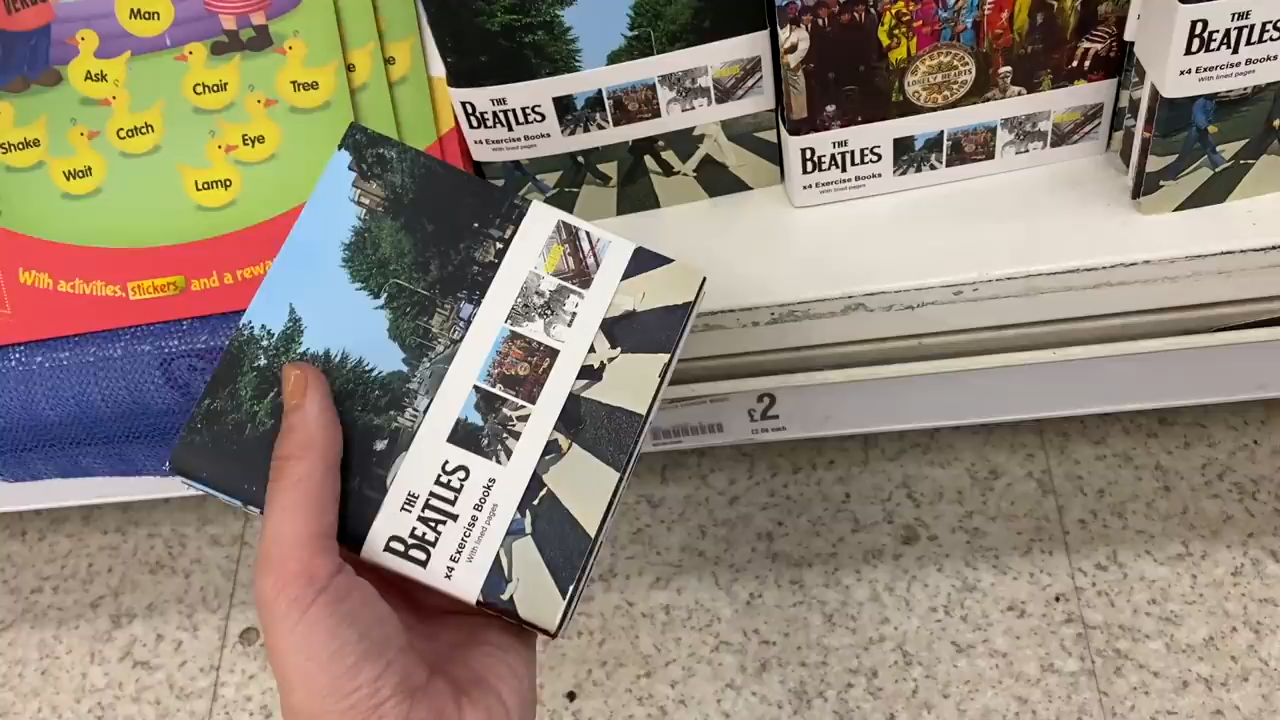 Man
Ask
Chair
Tree
Shake
Catch
Eye
Wait
Lamp
With activities, stickers, and a rewa
e
e
THE
BEATLES
x4 Exercise Books
With lined pages
LONELY HEARTS
THE
BEATLES
x4 Exercise Books
With lined pages
THE
BEATLES
x4 Exercise Books
With lined pages
THE
BEATLES
x4 Exercise Books
With lined pages
£2